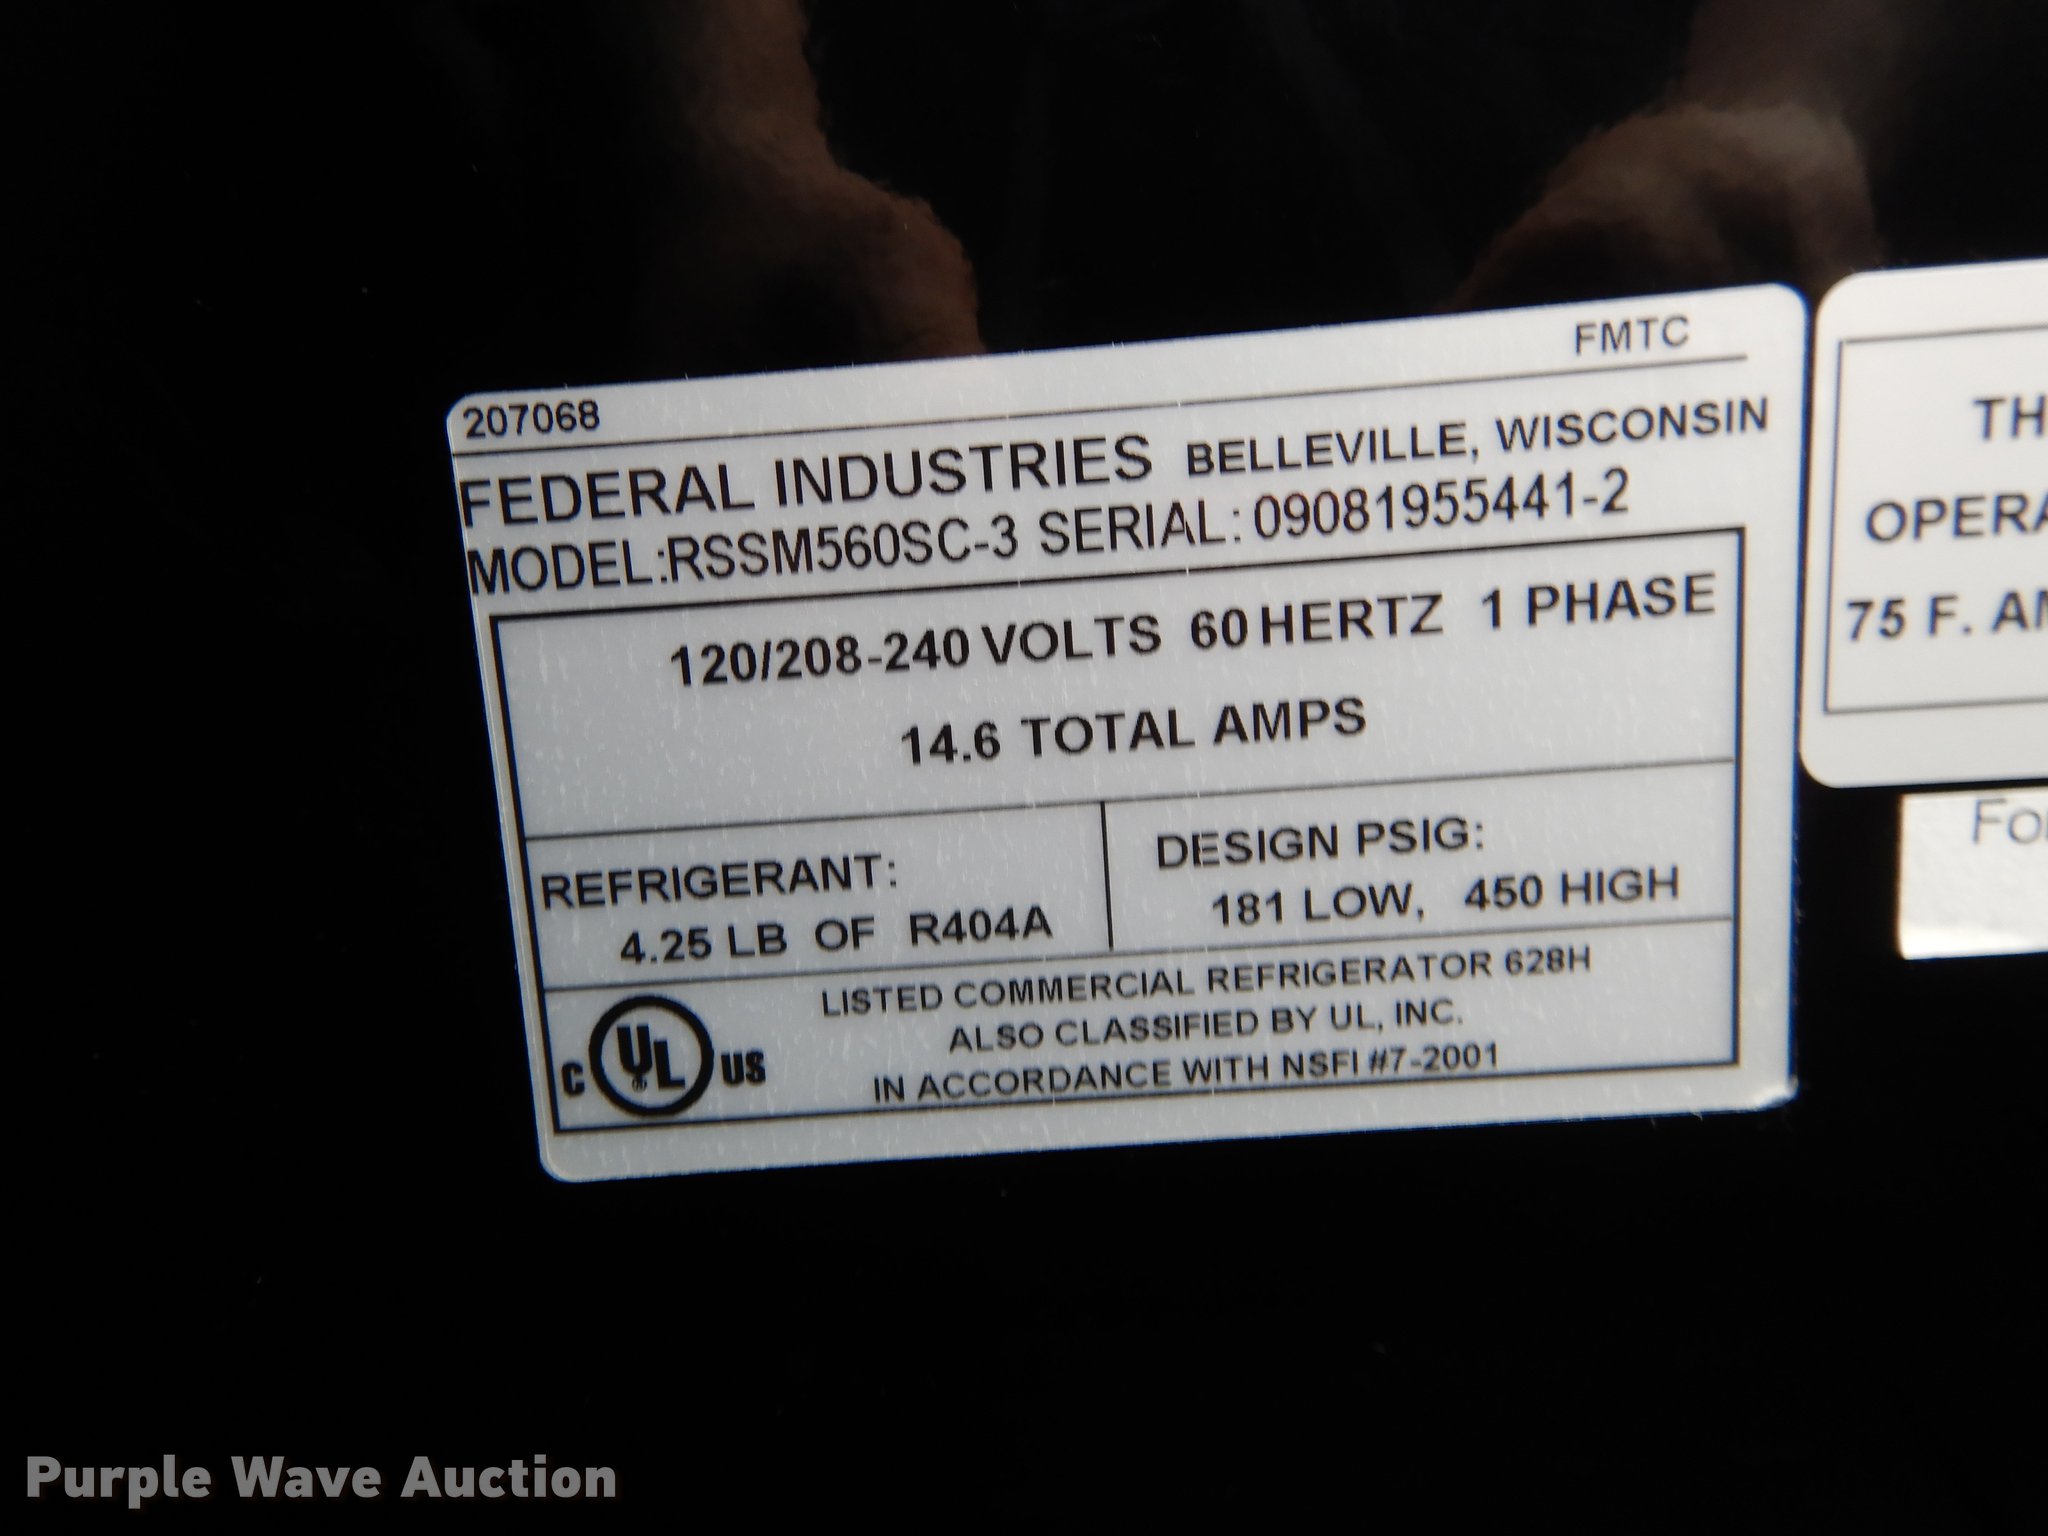 FMTC
207068
FEDERAL INDUSTRIES BELLEVILLE, WISCONSIN
MODEL:RSSM560SC-3 SERIAL: 09081955441-2
120/208-240 VOLTS 60 HERTZ 1 PHASE
14.6 TOTAL AMPS
REFRIGERANT:
4.25 LB OF R404A
DESIGN PSIG:
181 LOW, 450 HIGH
LISTED COMMERCIAL REFRIGERATOR 628H
ALSO CLASSIFIED BY UL, INC.
IN ACCORDANCE WITH NSFI #7-2001
C UL ® US
TH
OPERA
75 F. AM
For
Purple Wave Auction